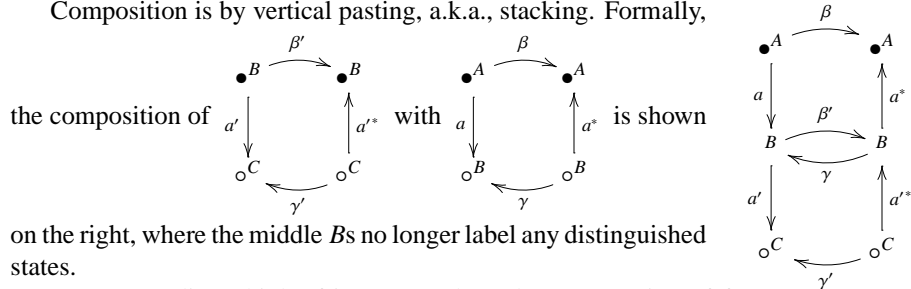 Composition is by vertical pasting, a.k.a., stacking. Formally,
the composition of
β′
B B
a′ a′*
C C
γ′
with
β
A A
a a*
B B
γ
is shown
on the right, where the middle Bs no longer label any distinguished
states.
β
A A
a a*
β′
B B
γ
a′ a′*
C C
γ′